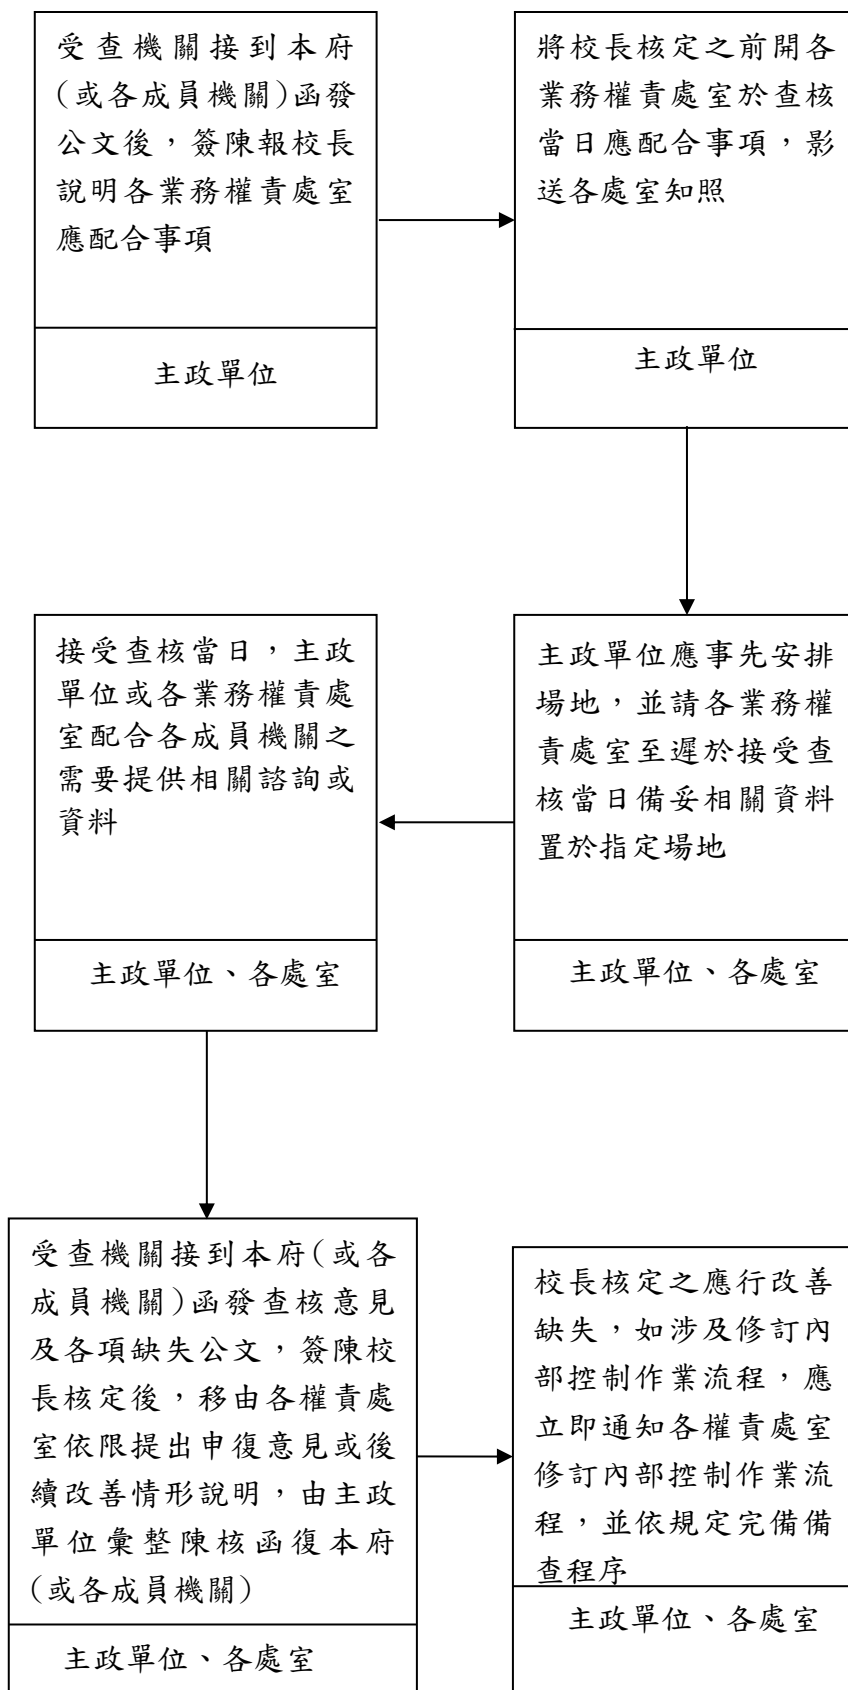 受查機關接到本府
(或各成員機關)函發
公文後，簽陳報校長
說明各業務權責處室
應配合事項
主政單位
將校長核定之前開各
業務權責處室於查核
當日應配合事項，影
送各處室知照
主政單位
主政單位應事先安排
場地，並請各業務權
責處室至遲於接受查
核當日備妥相關資料
置於指定場地
主政單位、各處室
接受查核當日，主政
單位或各業務權責處
室配合各成員機關之
需要提供相關諮詢或
資料
主政單位、各處室
受查機關接到本府(或各
成員機關)函發查核意見
及各項缺失公文，簽陳校
長核定後，移由各權責處
室依限提出申復意見或後
續改善情形說明，由主政
單位彙整陳核函復本府
(或各成員機關)
主政單位、各處室
校長核定之應行改善
缺失，如涉及修訂內
部控制作業流程，應
立即通知各權責處室
修訂內部控制作業流
程，並依規定完備備
查程序
主政單位、各處室